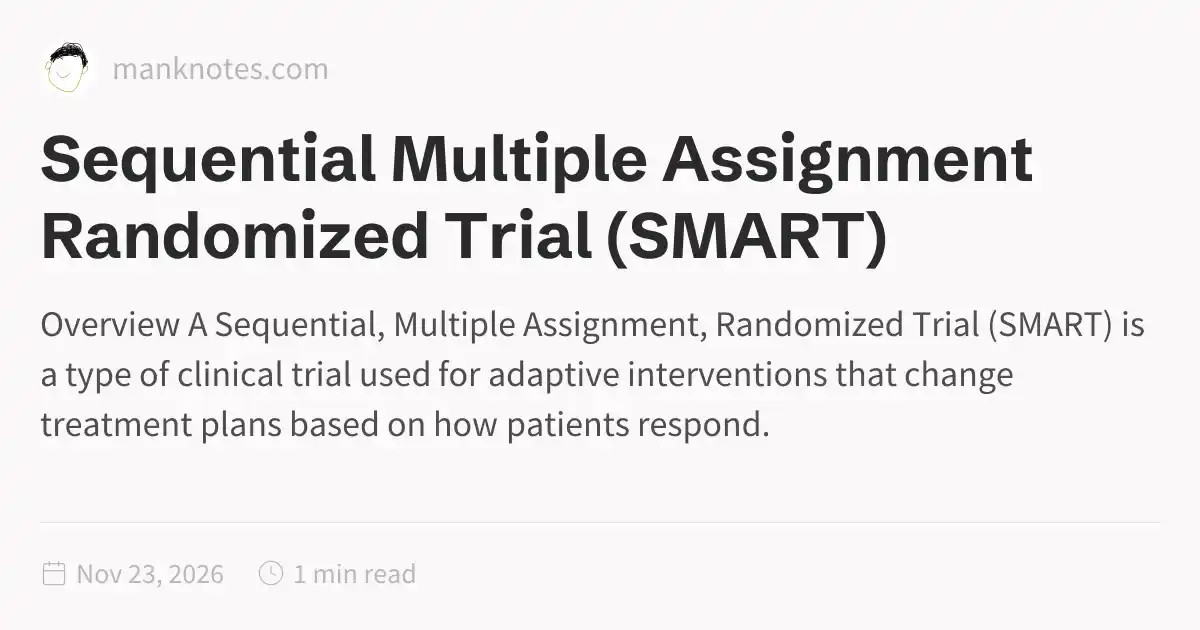 manknotes.com
Sequential Multiple Assignment
Randomized Trial (SMART)
Overview A Sequential, Multiple Assignment, Randomized Trial (SMART) is
a type of clinical trial used for adaptive interventions that change
treatment plans based on how patients respond.
Nov 23, 2026 1 min read